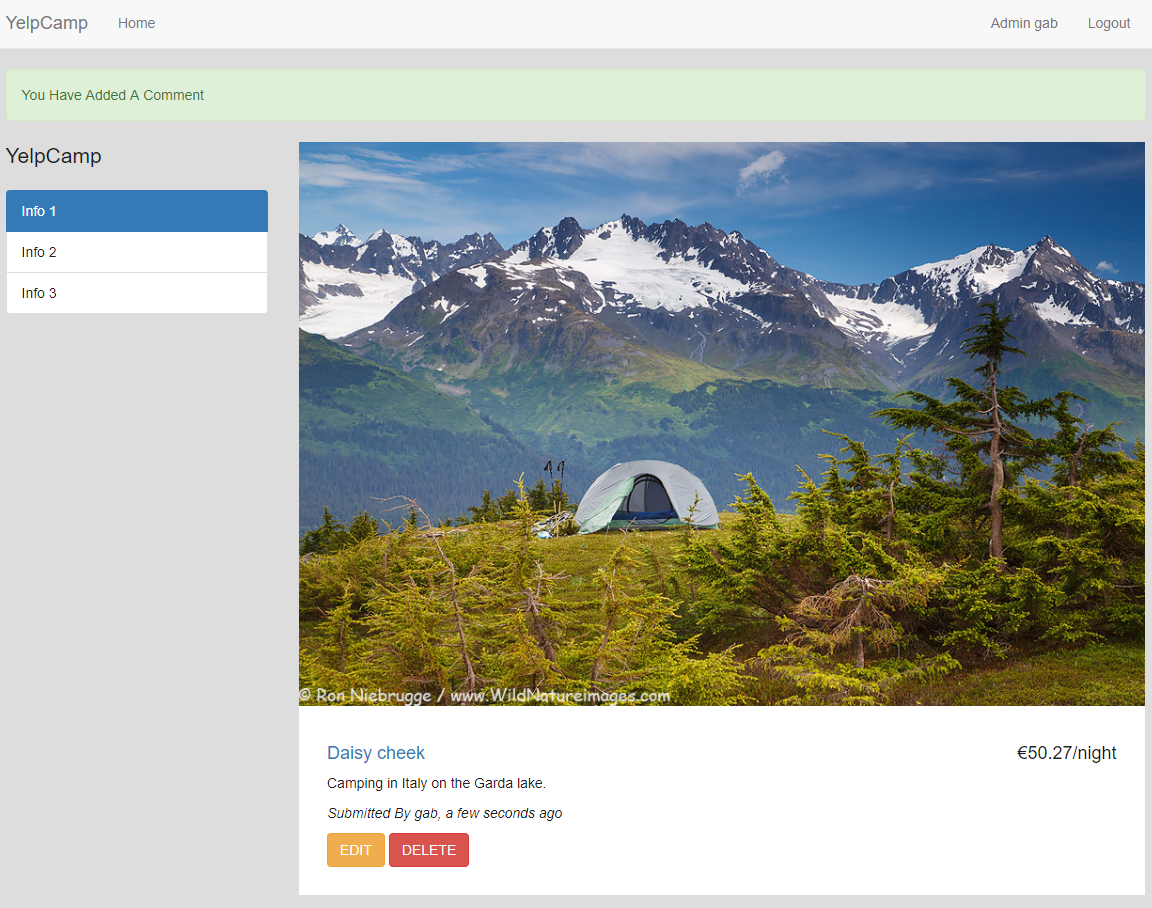 YelpCamp Home Admin gab Logout
You Have Added A Comment
YelpCamp
Info 1
Info 2
Info 3
© Ron Niebrugge / www.WildNatureimages.com
Daisy cheek €50.27/night
Camping in Italy on the Garda lake.
Submitted By gab, a few seconds ago
EDIT DELETE